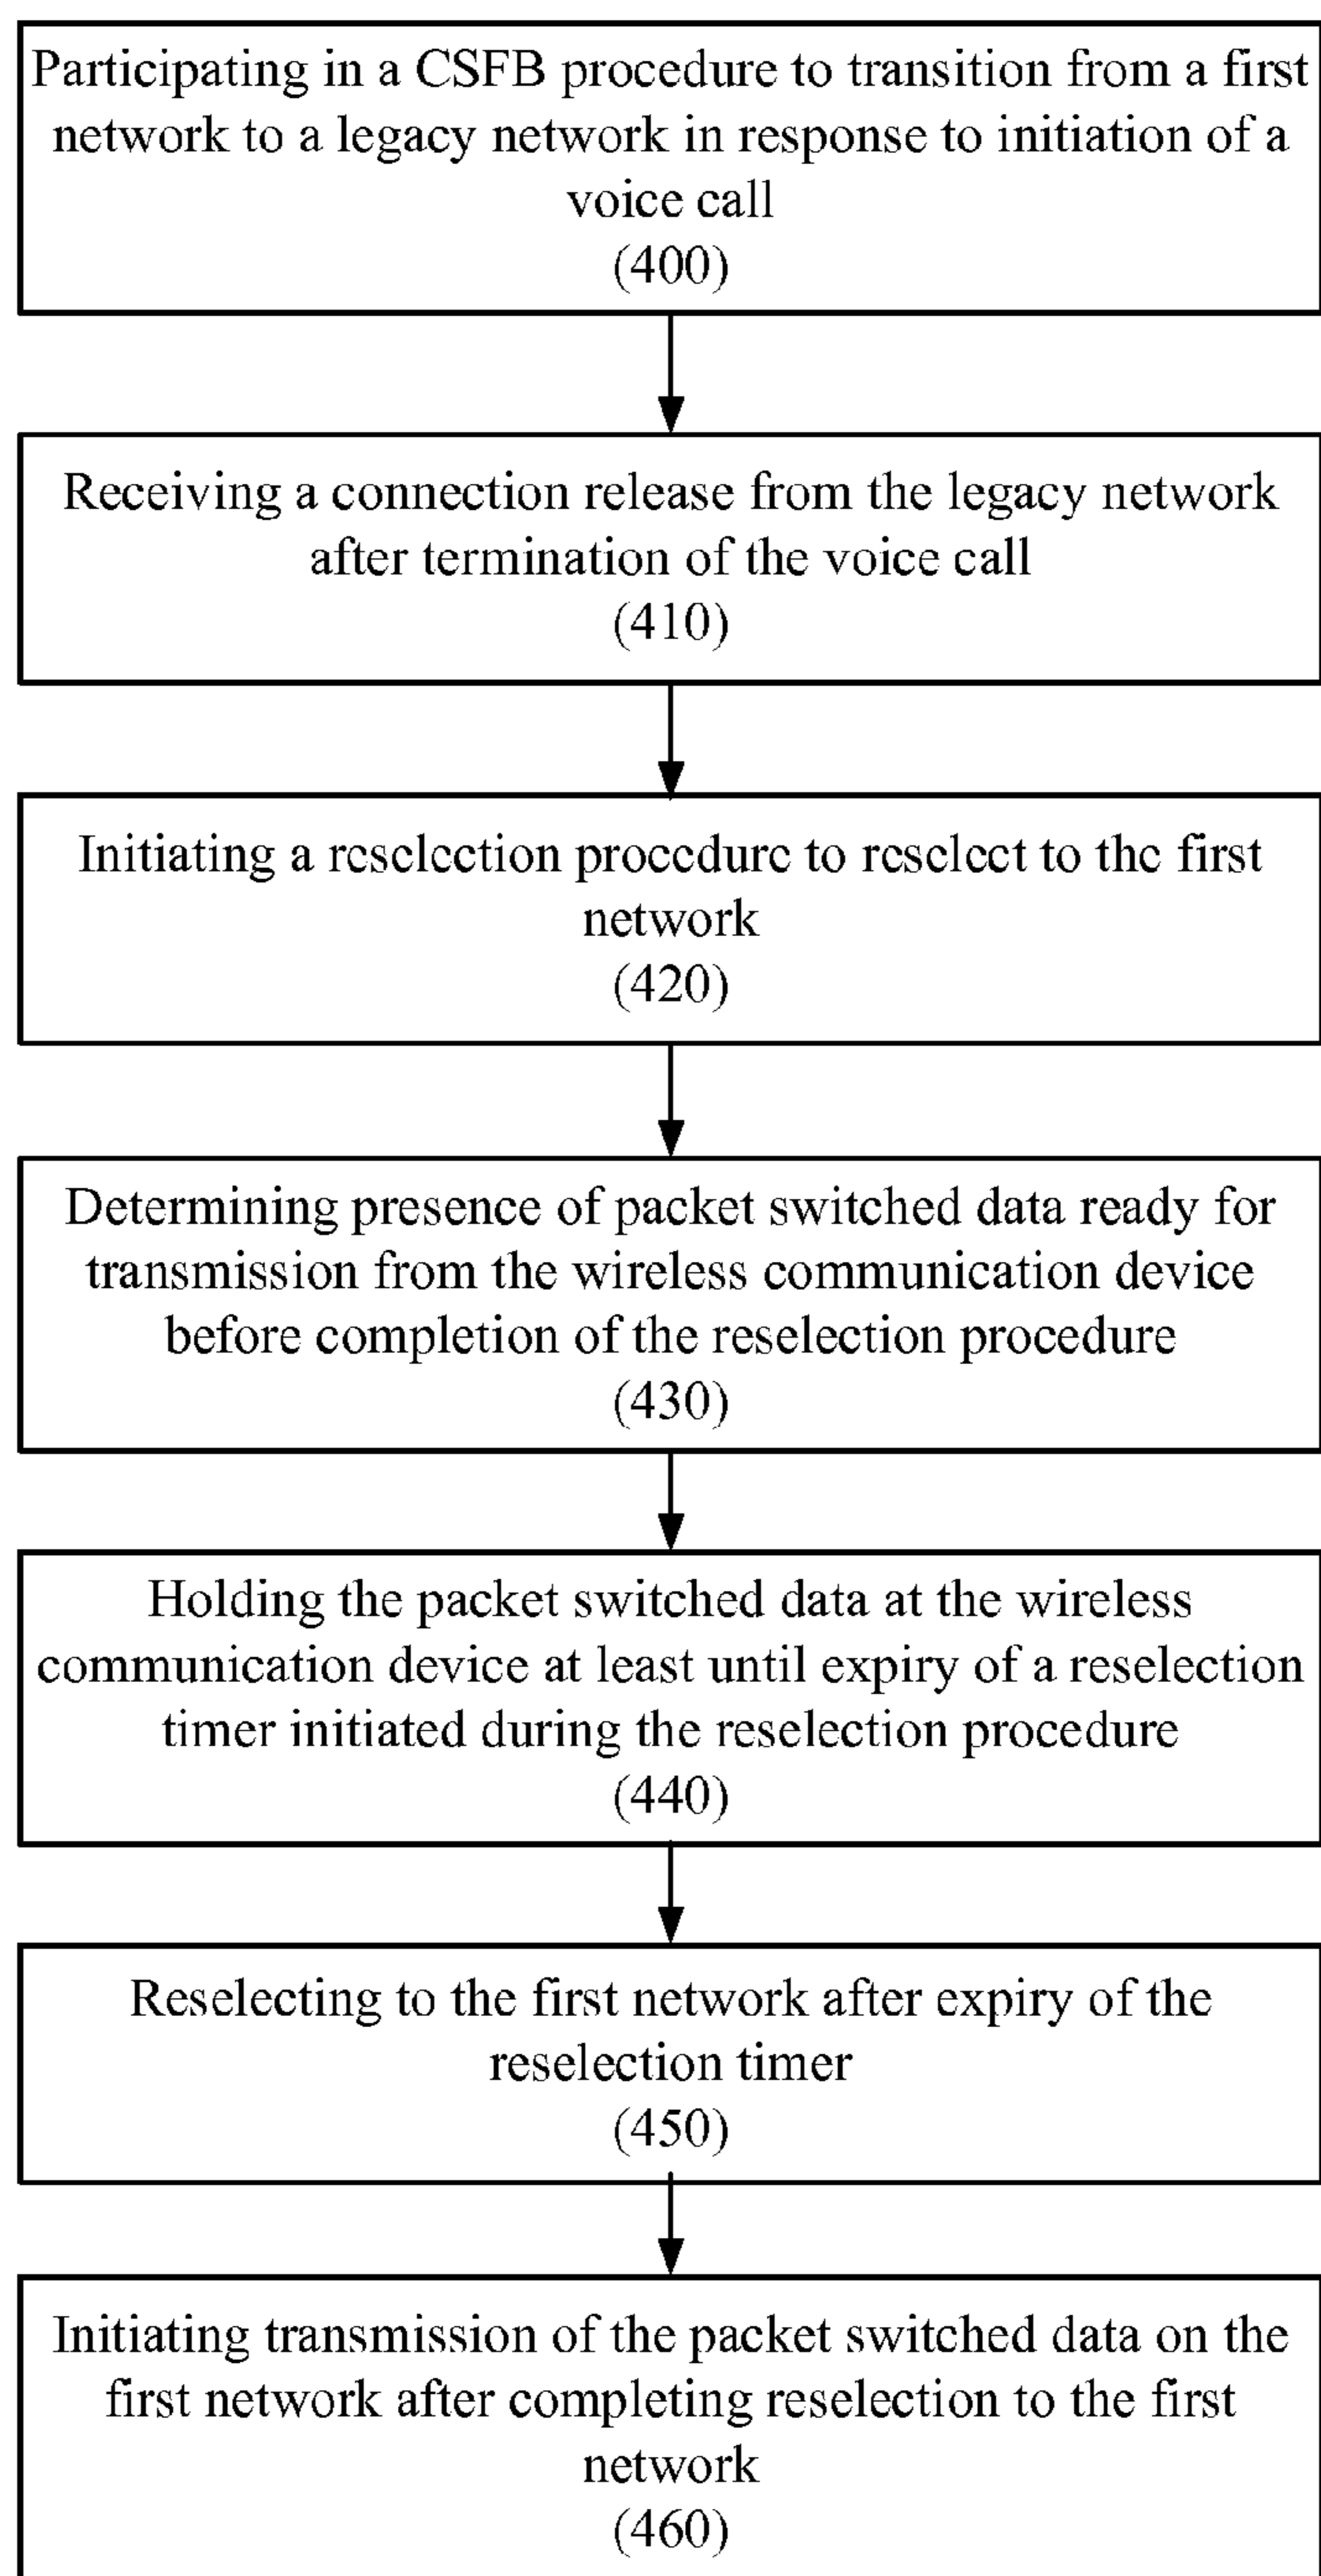 Participating in a CSFB procedure to transition from a first
network to a legacy network in response to initiation of a
voice call
(400)
Receiving a connection release from the legacy network
after termination of the voice call
(410)
Initiating a reselection procedure to reselect to the first
network
(420)
Determining presence of packet switched data ready for
transmission from the wireless communication device
before completion of the reselection procedure
(430)
Holding the packet switched data at the wireless
communication device at least until expiry of a reselection
timer initiated during the reselection procedure
(440)
Reselecting to the first network after expiry of the
reselection timer
(450)
Initiating transmission of the packet switched data on the
first network after completing reselection to the first
network
(460)